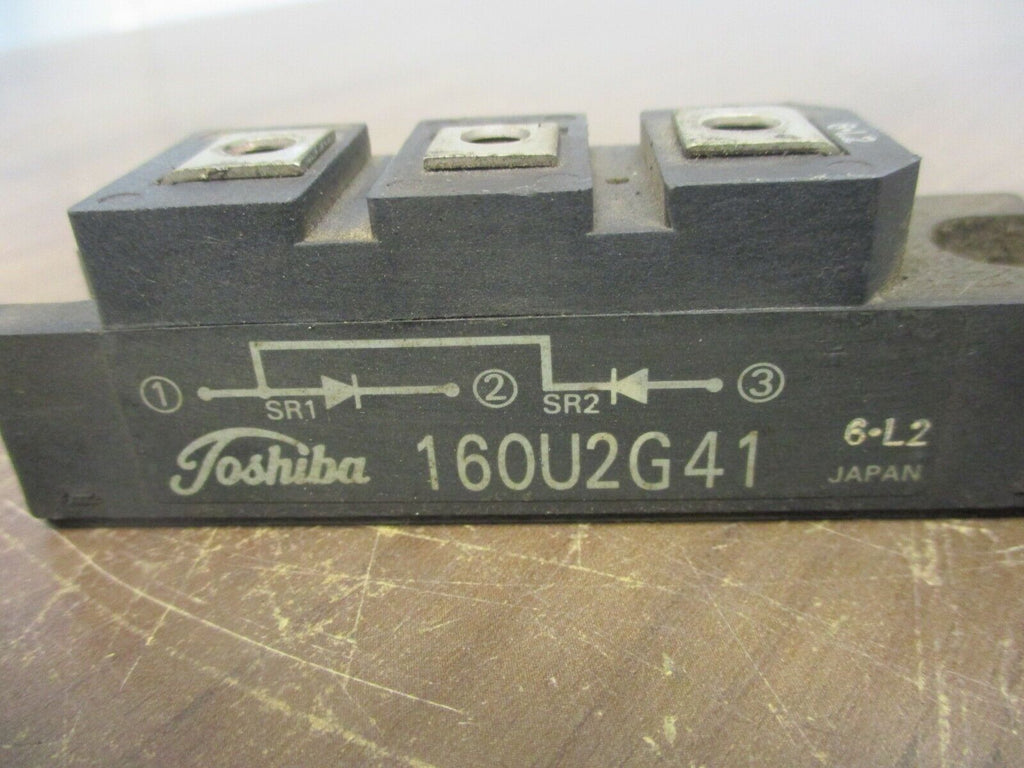 ① ② ③
SR1 SR2
Toshiba 160U2G41
6•L2
JAPAN